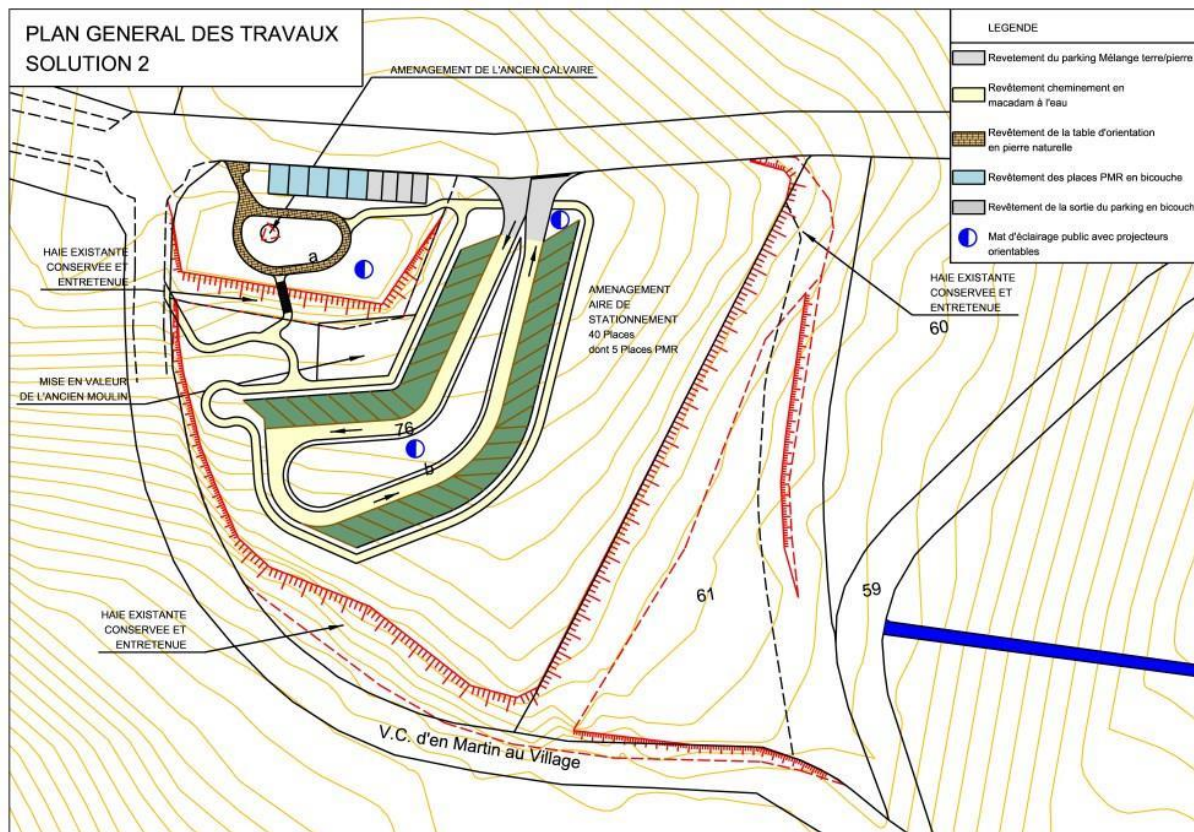 PLAN GENERAL DES TRAVAUX
SOLUTION 2
AMENAGEMENT DE L'ANCIEN CALVAIRE
LEGENDE
Revetement du parking Mélange terre/pierre
Revêtement cheminement en
macadam à l'eau
Revêtement de la table d'orientation
en pierre naturelle
Revêtement des places PMR en bicouche
Revêtement de la sortie du parking en bicouch
Mat d'éclairage public avec projecteurs
orientables
HAIE EXISTANTE
CONSERVEE ET
ENTRETENUE
a
AMENAGEMENT
AIRE DE
STATIONNEMENT
40 Places
dont 5 Places PMR
HAIE EXISTANTE
CONSERVEE ET
ENTRETENUE
60
MISE EN VALEUR
DE L'ANCIEN MOULIN
76
b
61
59
HAIE EXISTANTE
CONSERVEE ET
ENTRETENUE
V.C. d'en Martin au Village